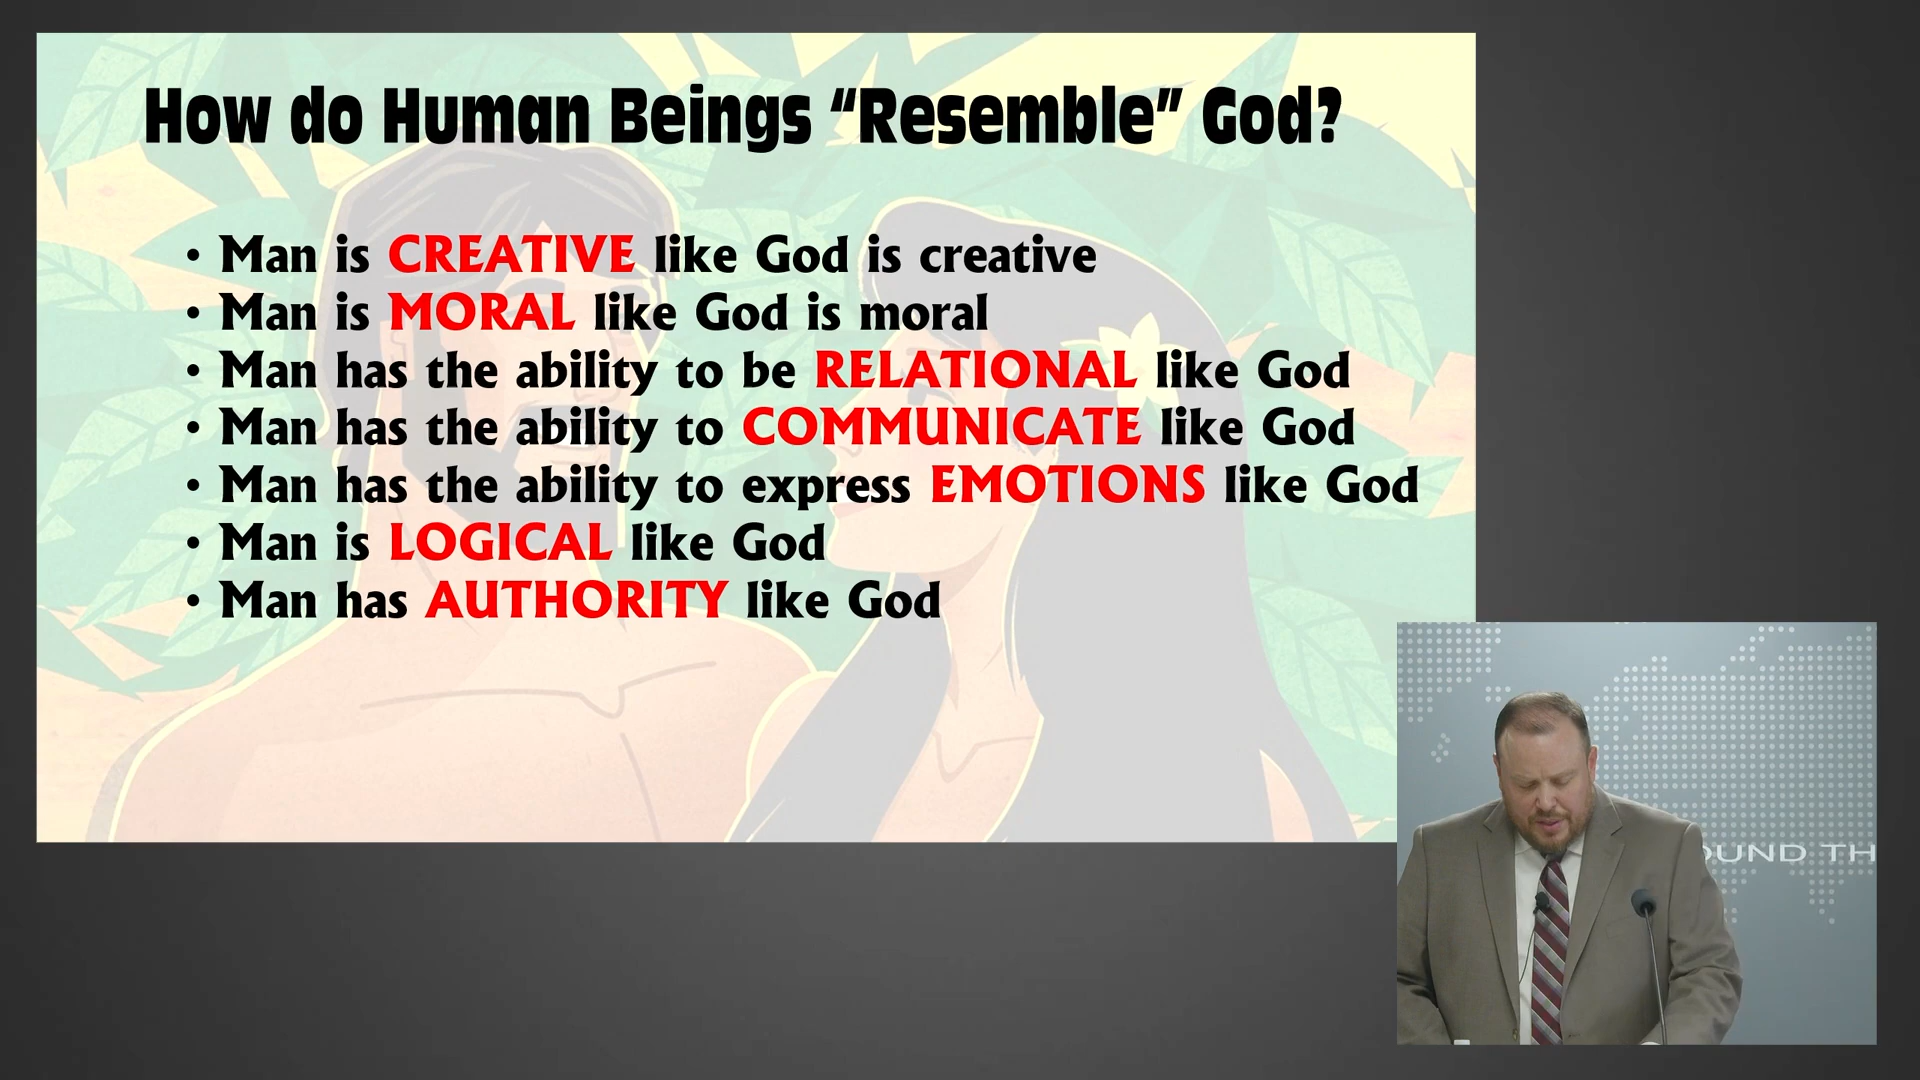 How do Human Beings “Resemble” God?
• Man is CREATIVE like God is creative
• Man is MORAL like God is moral
• Man has the ability to be RELATIONAL like God
• Man has the ability to COMMUNICATE like God
• Man has the ability to express EMOTIONS like God
• Man is LOGICAL like God
• Man has AUTHORITY like God
OUND TH